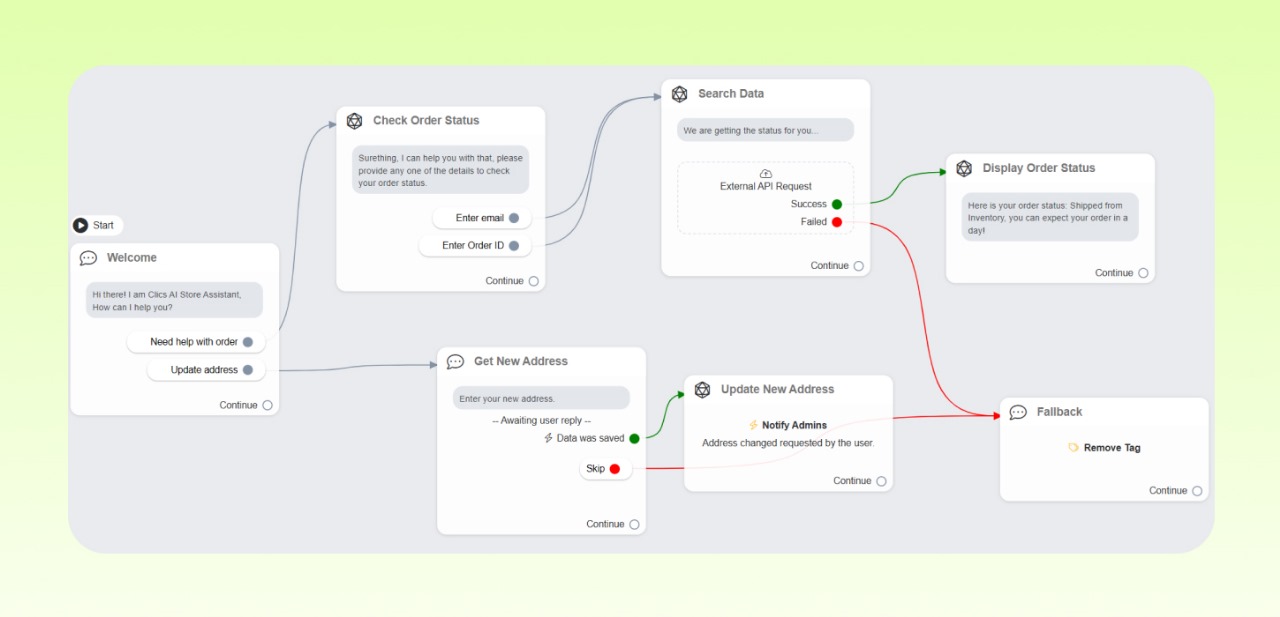 Start
Welcome
Hi there! I am Clics AI Store Assistant,
How can I help you?
Need help with order
Update address
Continue
Check Order Status
Surething, I can help you with that, please
provide any one of the details to check
your order status.
Enter email
Enter Order ID
Continue
Search Data
We are getting the status for you...
External API Request
Success
Failed
Continue
Display Order Status
Here is your order status: Shipped from
Inventory, you can expect your order in a
day!
Continue
Get New Address
Enter your new address.
-- Awaiting user reply --
Data was saved
Skip
Continue
Update New Address
Notify Admins
Address changed requested by the user.
Continue
Fallback
Remove Tag
Continue